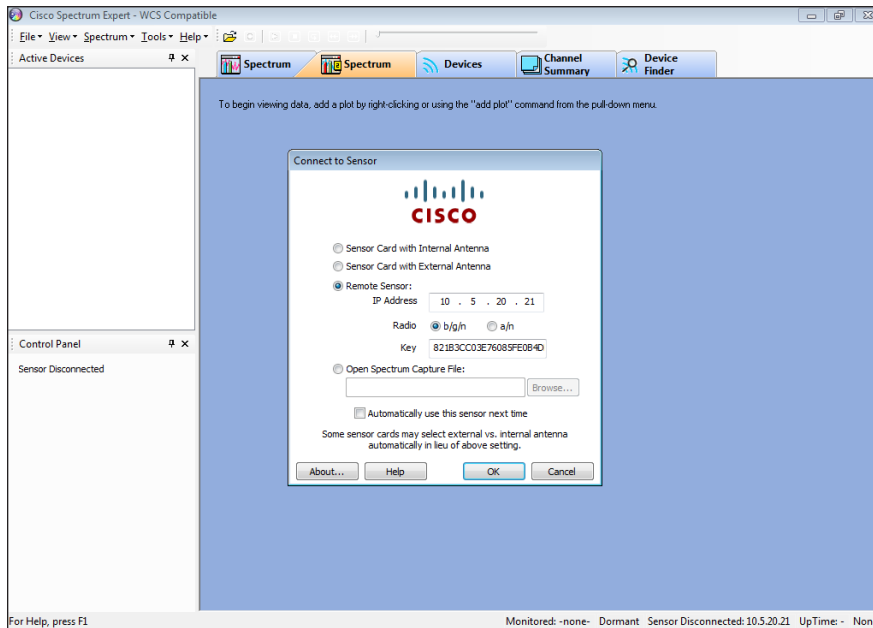 Cisco Spectrum Expert - WCS Compatible
File View Spectrum Tools Help
Active Devices
Spectrum
2 Spectrum
Devices
Channel Summary
Device Finder
To begin viewing data, add a plot by right-clicking or using the "add plot" command from the pull-down menu.
Connect to Sensor
CISCO
Sensor Card with Internal Antenna
Sensor Card with External Antenna
Remote Sensor:
IP Address 10 . 5 . 20 . 21
Radio b/g/n a/n
Key 821B3CC03E76085FE0B4D
Open Spectrum Capture File:
Browse...
Automatically use this sensor next time
Some sensor cards may select external vs. internal antenna
automatically in lieu of above setting.
About... Help OK Cancel
Control Panel
Sensor Disconnected
For Help, press F1
Monitored: -none- Dormant Sensor Disconnected: 10.5.20.21 UpTime: - Non